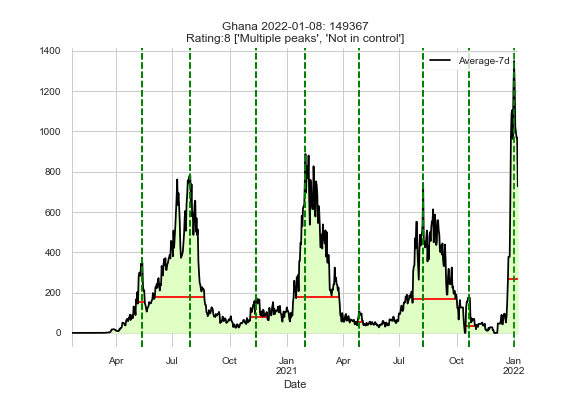 Ghana 2022-01-08: 149367
Rating:8 ['Multiple peaks', 'Not in control']
1400
1200
1000
800
600
400
200
0
Average-7d
Apr Jul Oct Jan Apr Jul Oct Jan
2021 2022
Date